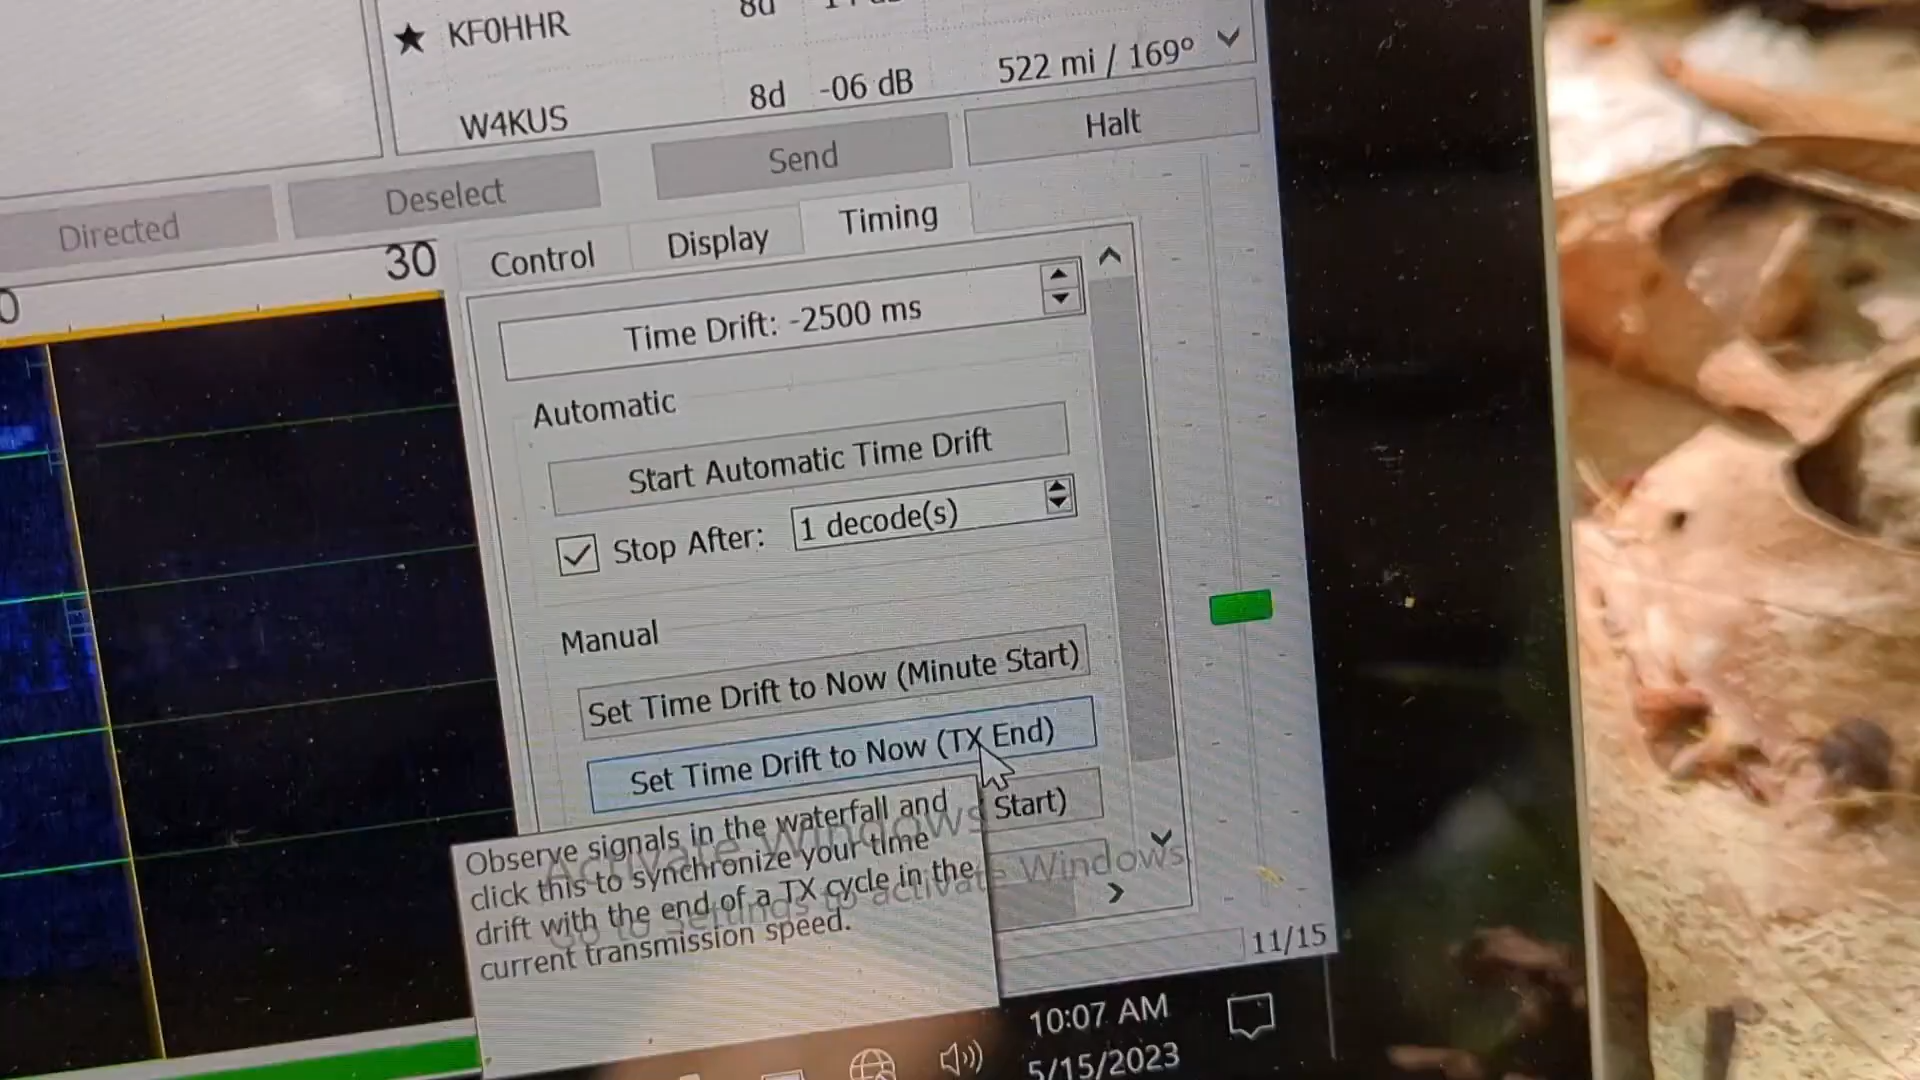 ★ KF0HHR 8d
W4KUS 8d -06 dB 522 mi / 169º
Directed Deselect Send Halt
30
Control Display Timing
Time Drift: -2500 ms
Automatic
Start Automatic Time Drift
Stop After: 1 decode(s)
Manual
Set Time Drift to Now (Minute Start)
Set Time Drift to Now (TX End)
Start)
Observe signals in the waterfall and
click this to synchronize your time
drift with the end of a TX cycle in the
current transmission speed.
Activate Windows
Go to Settings to activate Windows.
11/15
10:07 AM
5/15/2023